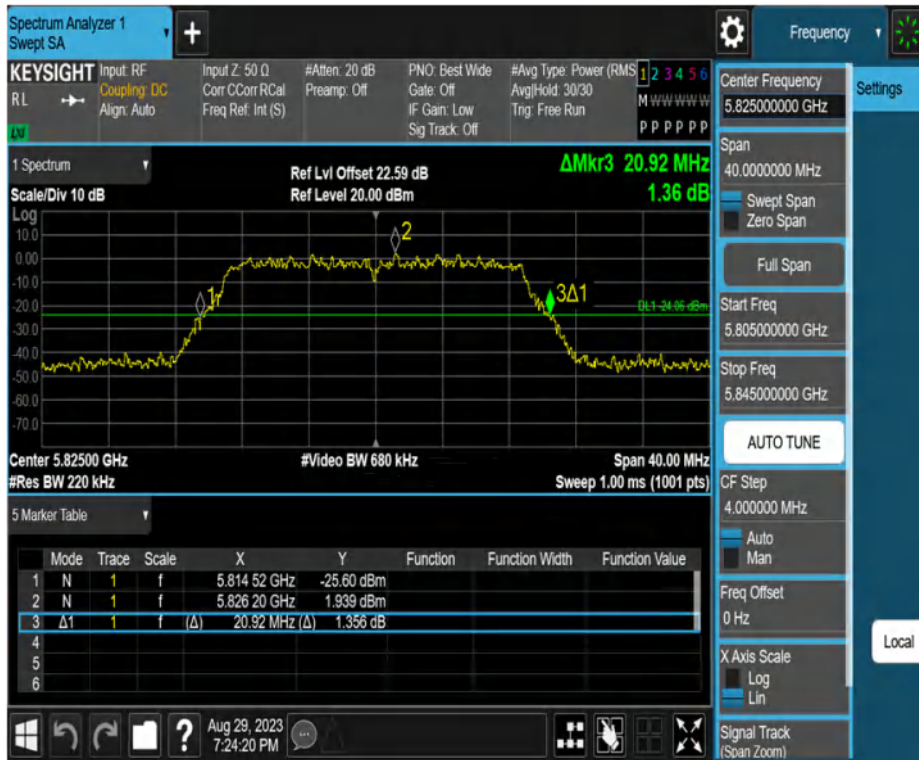 Spectrum Analyzer 1
Swept SA
Frequency
KEYSIGHT
RL
LXI
Input: RF
Coupling: DC
Align: Auto
Input Z: 50 Ω
Corr CCorr RCal
Freq Ref: Int (S)
#Atten: 20 dB
Preamp: Off
PNO: Best Wide
Gate: Off
IF Gain: Low
Sig Track: Off
#Avg Type: Power (RMS
Avg|Hold: 30/30
Trig: Free Run
1 2 3 4 5 6
M W W W W W
P P P P P P
1 Spectrum
Scale/Div 10 dB
Ref Lvl Offset 22.59 dB
Ref Level 20.00 dBm
ΔMkr3 20.92 MHz
1.36 dB
Log
10.0
0.00
-10.0
-20.0
-30.0
-40.0
-50.0
-60.0
-70.0
1
2
3Δ1
DL1 -24.06 dBm
Center 5.82500 GHz
#Res BW 220 kHz
#Video BW 680 kHz
Span 40.00 MHz
Sweep 1.00 ms (1001 pts)
5 Marker Table
Mode Trace Scale X Y Function Function Width Function Value
1 N 1 f 5.814 52 GHz -25.60 dBm
2 N 1 f 5.826 20 GHz 1.939 dBm
3 Δ1 1 f (Δ) 20.92 MHz (Δ) 1.356 dB
4
5
6
?
Aug 29, 2023
7:24:20 PM
Center Frequency
5.825000000 GHz
Span
40.0000000 MHz
Swept Span
Zero Span
Full Span
Start Freq
5.805000000 GHz
Stop Freq
5.845000000 GHz
AUTO TUNE
CF Step
4.000000 MHz
Auto
Man
Freq Offset
0 Hz
X Axis Scale
Log
Lin
Signal Track
(Span Zoom)
Settings
Local